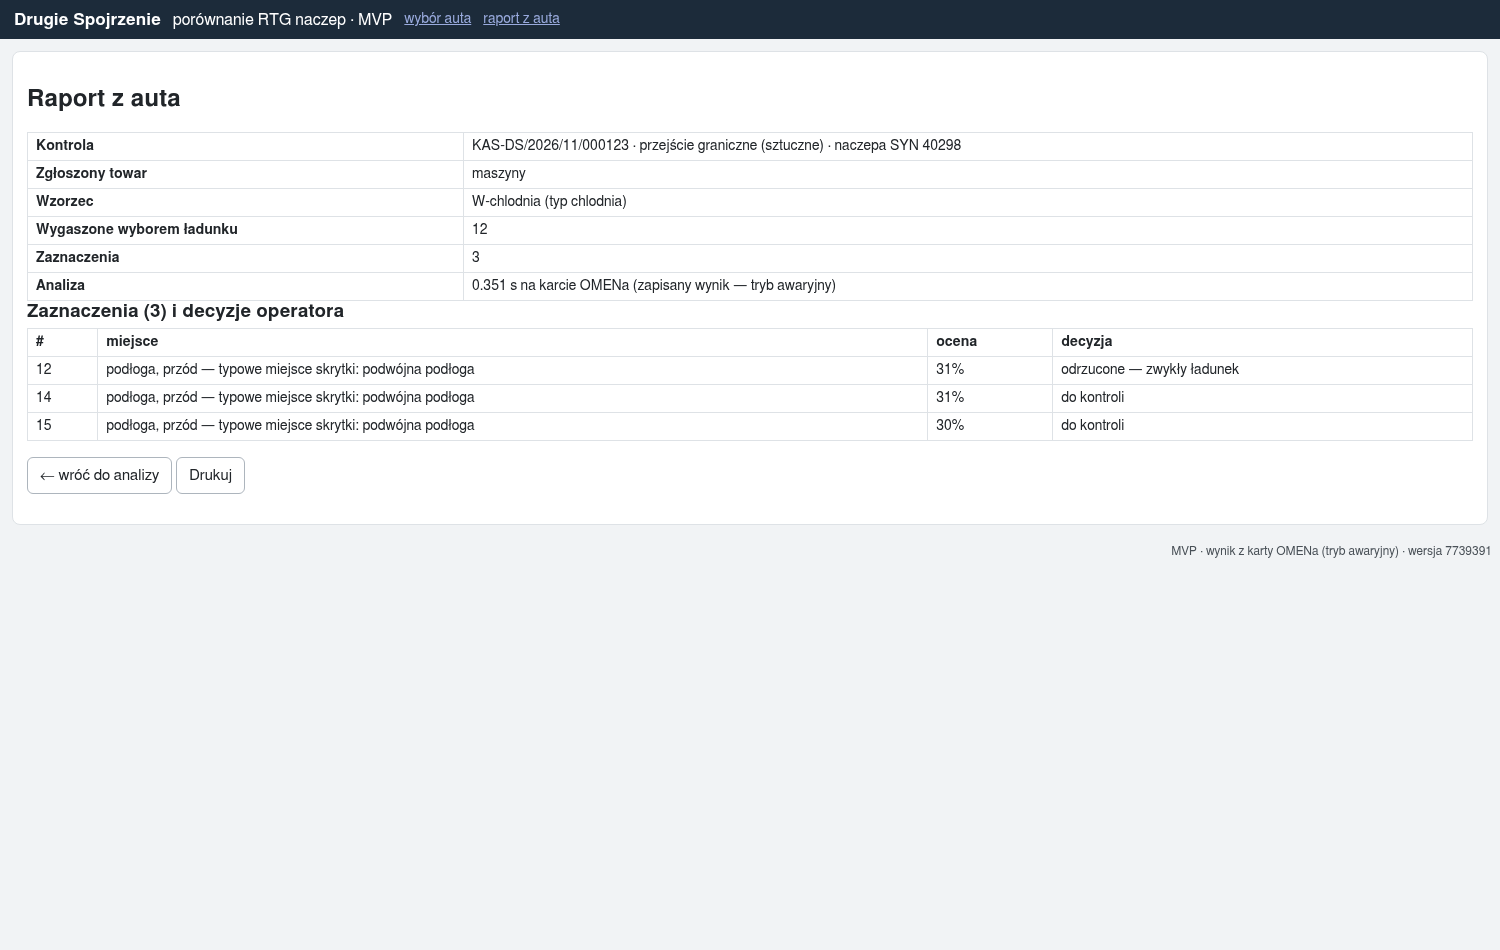 Drugie Spojrzenie porównanie RTG naczep · MVP wybór auta raport z auta
Raport z auta
Kontrola KAS-DS/2026/11/000123 · przejście graniczne (sztuczne) · naczepa SYN 40298
Zgłoszony towar maszyny
Wzorzec W-chlodnia (typ chlodnia)
Wygaszone wyborem ładunku 12
Zaznaczenia 3
Analiza 0.351 s na karcie OMENa (zapisany wynik — tryb awaryjny)
Zaznaczenia (3) i decyzje operatora
# miejsce ocena decyzja
12 podłoga, przód — typowe miejsce skrytki: podwójna podłoga 31% odrzucone — zwykły ładunek
14 podłoga, przód — typowe miejsce skrytki: podwójna podłoga 31% do kontroli
15 podłoga, przód — typowe miejsce skrytki: podwójna podłoga 30% do kontroli
← wróć do analizy Drukuj
MVP · wynik z karty OMENa (tryb awaryjny) · wersja 7739391